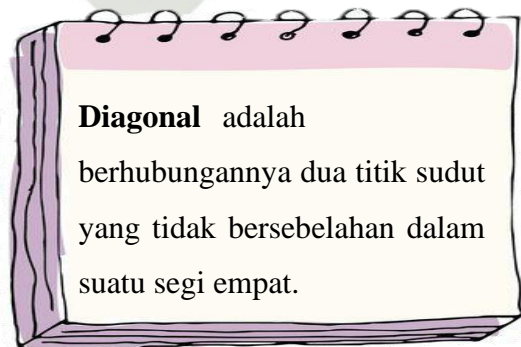 Diagonal adalah
berhubungannya dua titik sudut
yang tidak bersebelahan dalam
suatu segi empat.